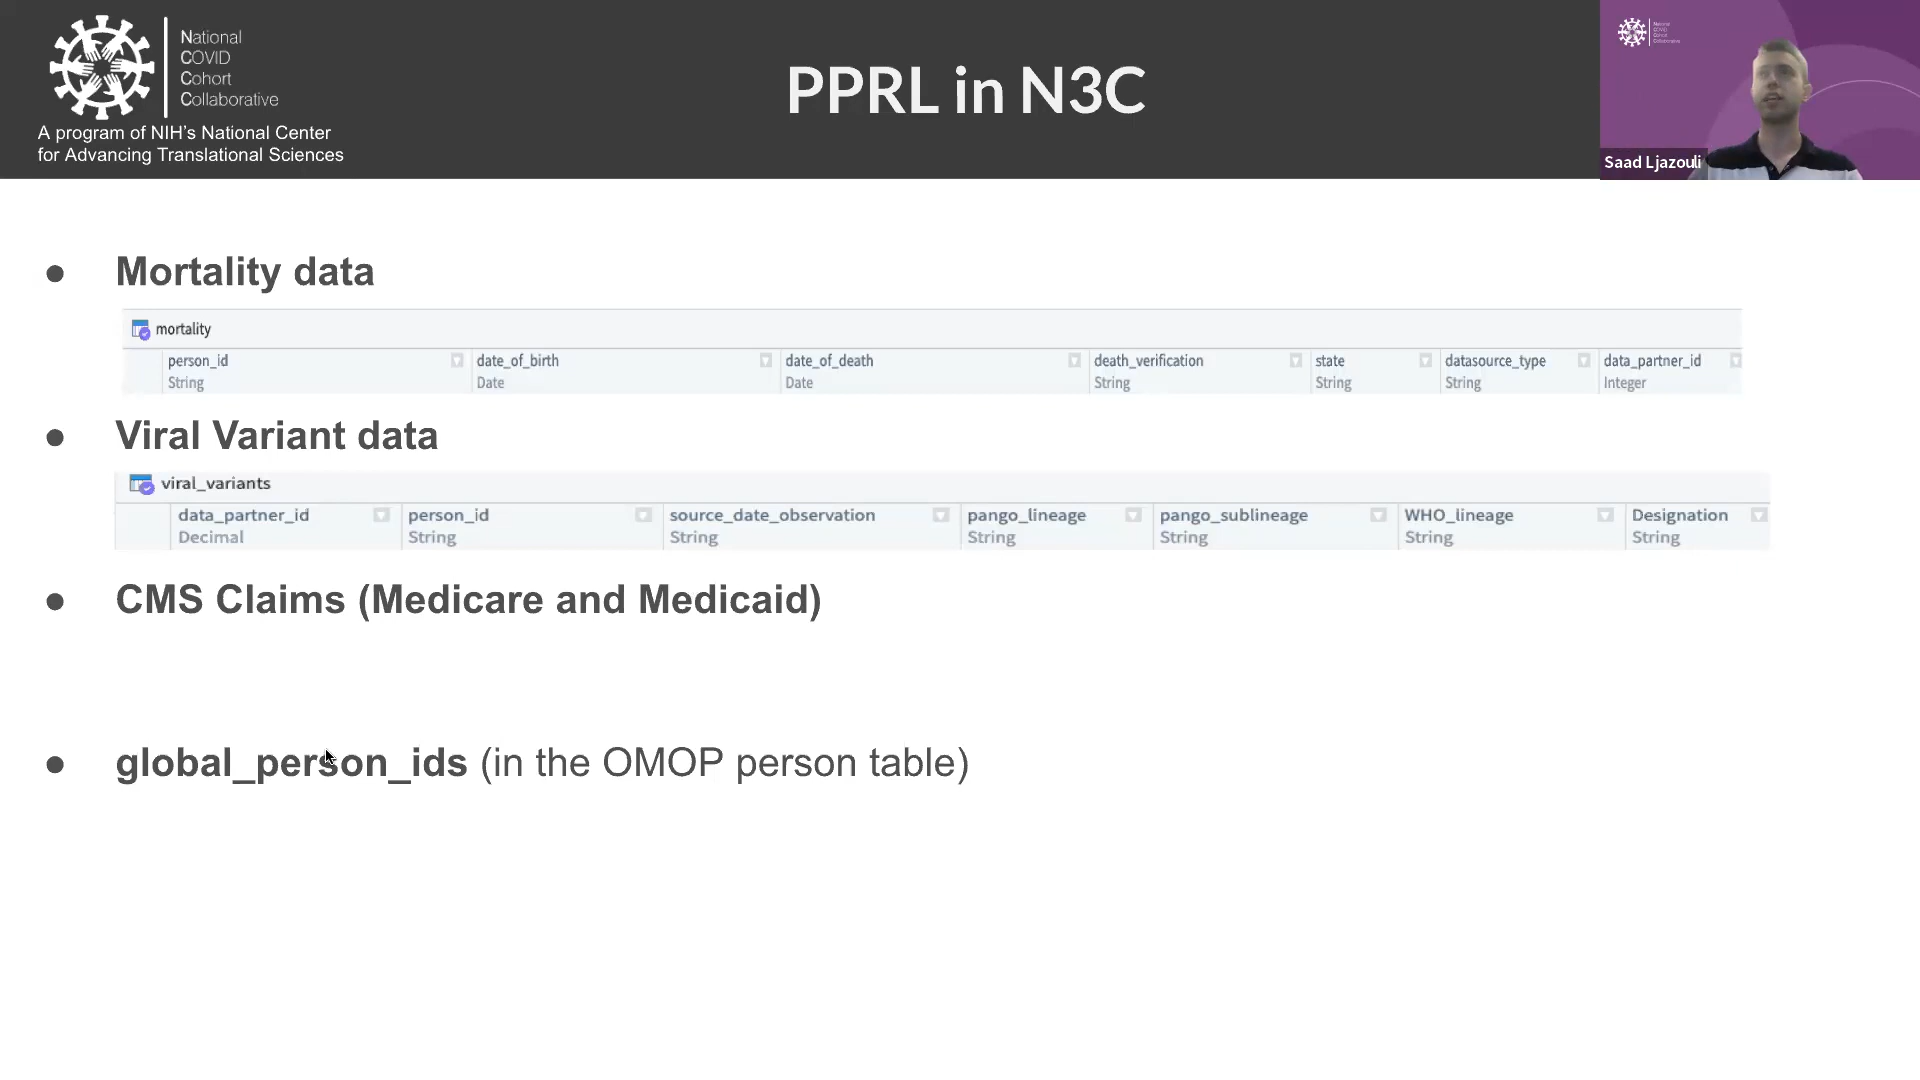 National
COVID
Cohort
Collaborative
A program of NIH's National Center
for Advancing Translational Sciences
PPRL in N3C
Saad Ljazouli
● Mortality data
mortality
person_id date_of_birth date_of_death death_verification state datasource_type data_partner_id
String Date Date String String String Integer
● Viral Variant data
viral_variants
data_partner_id person_id source_date_observation pango_lineage pango_sublineage WHO_lineage Designation
Decimal String String String String String String
● CMS Claims (Medicare and Medicaid)
● global_person_ids (in the OMOP person table)